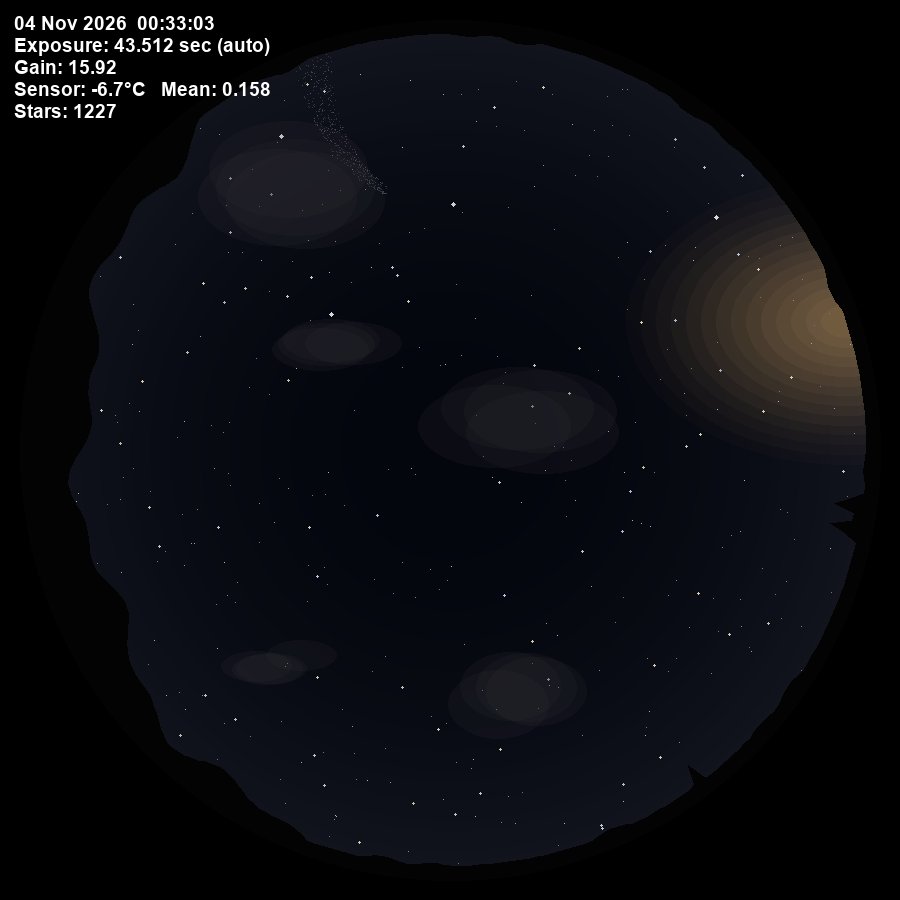 04 Nov 2026  00:33:03
Exposure: 43.512 sec (auto)
Gain: 15.92
Sensor: -6.7°C   Mean: 0.158
Stars: 1227